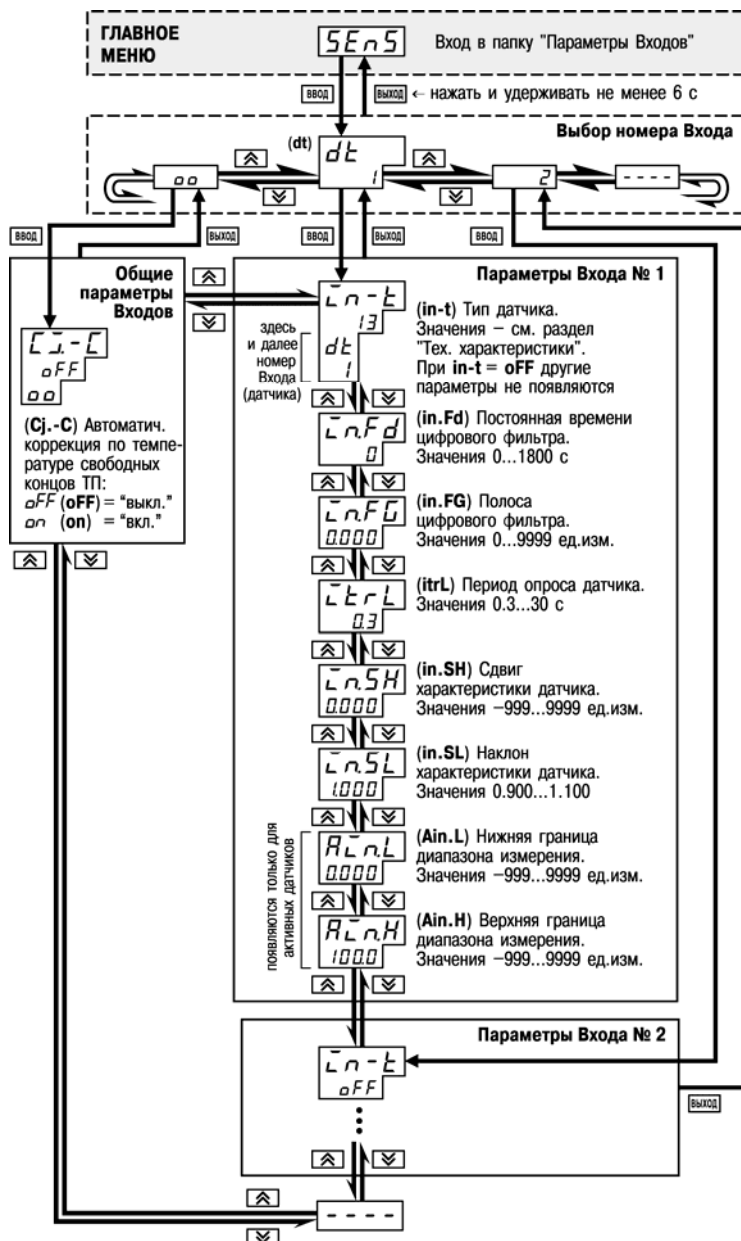 ГЛАВНОЕ
МЕНЮ
SEnS
Вход в папку "Параметры Входов"
ВВОД
ВЫХОД
← нажать и удерживать не менее 6 с
Выбор номера Входа
(dt)
dt
1
oo
2
- - - -
ВВОД
ВЫХОД
ВВОД
ВЫХОД
ВВОД
Общие
параметры
Входов
Cj.-C
oFF
oo
(Cj.-C) Автоматич.
коррекция по темпе-
ратуре свободных
концов ТП:
oFF (oFF) = "выкл."
on (on) = "вкл."
Параметры Входа № 1
in-t
13
dt
1
здесь
и далее
номер
Входа
(датчика)
(in-t) Тип датчика.
Значения – см. раздел
"Тех. характеристики".
При in-t = oFF другие
параметры не появляются
in.Fd
0
(in.Fd) Постоянная времени
цифрового фильтра.
Значения 0...1800 с
in.FG
0.000
(in.FG) Полоса
цифрового фильтра.
Значения 0...9999 ед.изм.
itrL
0.3
(itrL) Период опроса датчика.
Значения 0.3...30 с
in.SH
0.000
(in.SH) Сдвиг
характеристики датчика.
Значения –999...9999 ед.изм.
in.SL
1.000
(in.SL) Наклон
характеристики датчика.
Значения 0.900...1.100
появляются только для
активных датчиков
Ain.L
0.000
(Ain.L) Нижняя граница
диапазона измерения.
Значения –999...9999 ед.изм.
Ain.H
100.0
(Ain.H) Верхняя граница
диапазона измерения.
Значения –999...9999 ед.изм.
Параметры Входа № 2
in-t
oFF
ВЫХОД
- - - -